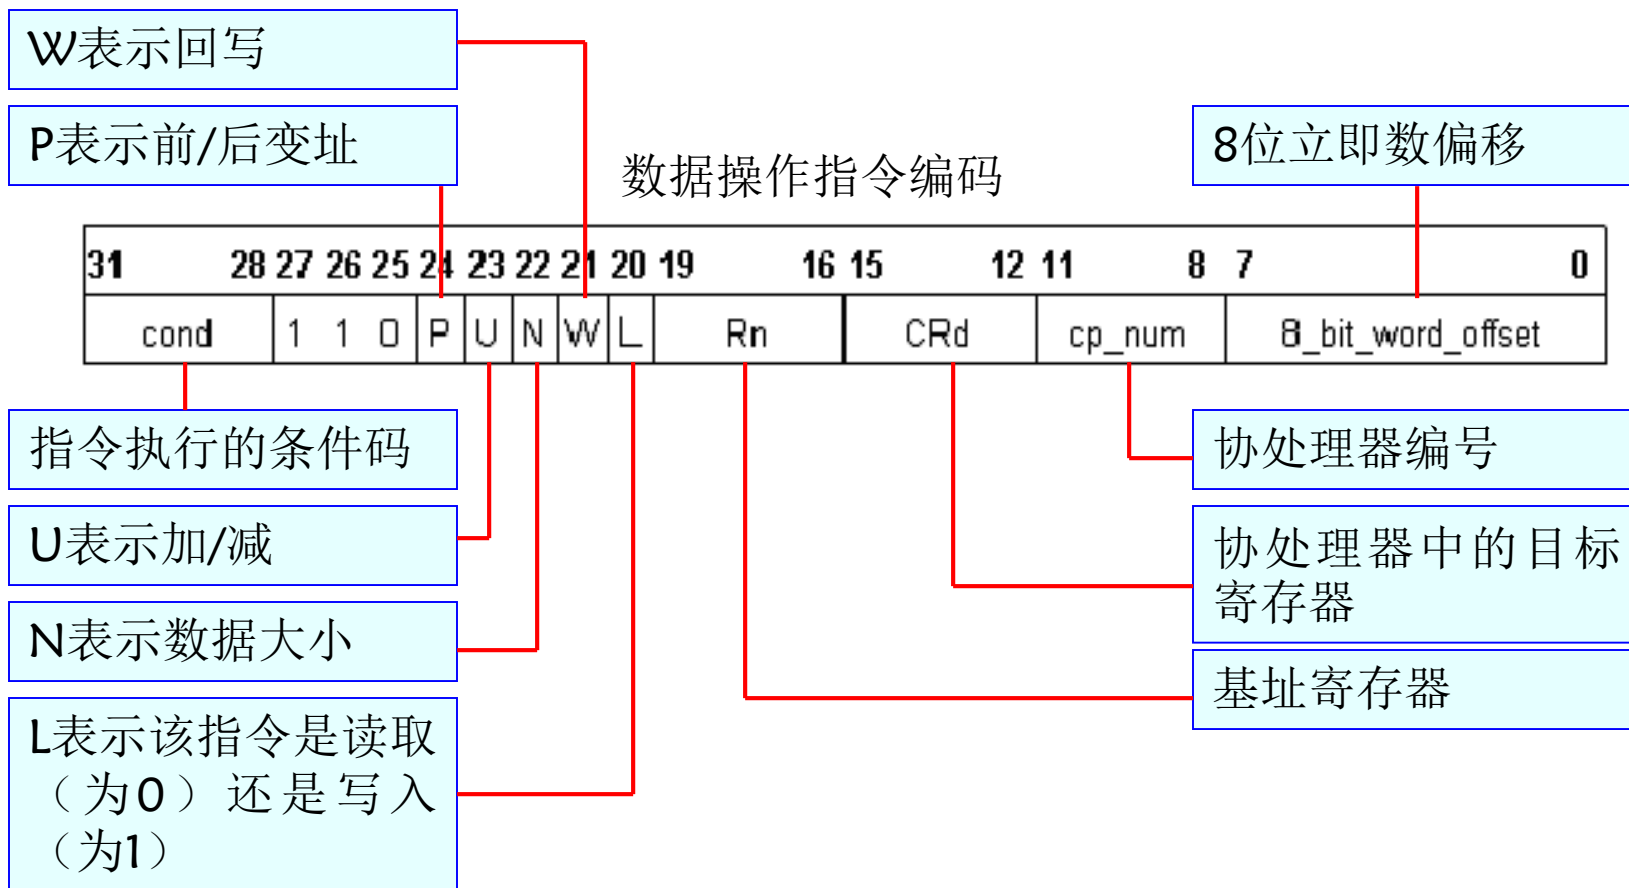 W表示回写
P表示前/后变址
数据操作指令编码
8位立即数偏移
31 28 27 26 25 24 23 22 21 20 19 16 15 12 11 8 7 0
cond 1 1 0 P U N W L Rn CRd cp_num 8_bit_word_offset
指令执行的条件码
U表示加/减
N表示数据大小
L表示该指令是读取
（为0）还是写入
（为1）
协处理器编号
协处理器中的目标
寄存器
基址寄存器